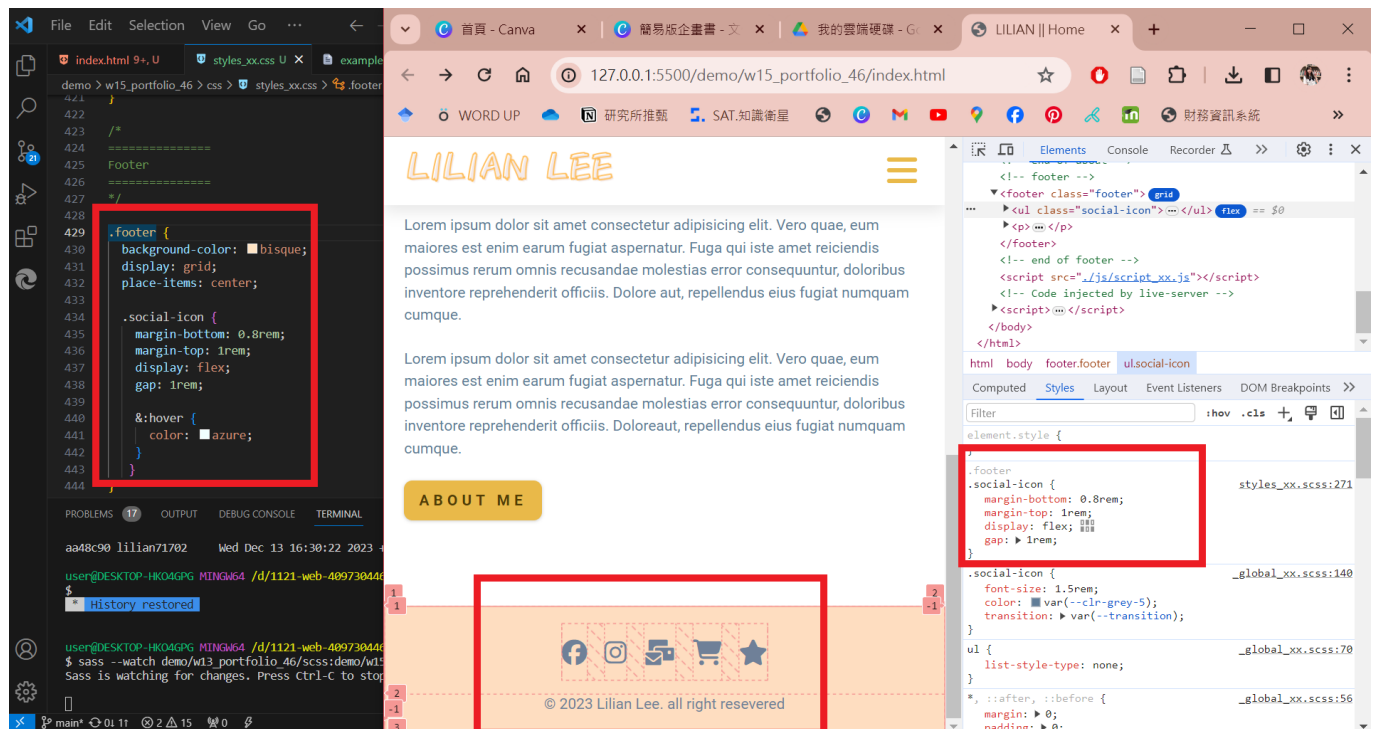 File Edit Selection View Go ···
index.html 9+, U
styles_xx.css U
example
demo > w15_portfolio_46 > css > styles_xx.css > .footer
421 }
422
423 /*
424 ===============
425 Footer
426 ===============
427 */
428
429 .footer {
430 background-color: bisque;
431 display: grid;
432 place-items: center;
433
434 .social-icon {
435 margin-bottom: 0.8rem;
436 margin-top: 1rem;
437 display: flex;
438 gap: 1rem;
439
440 &:hover {
441 color: azure;
442 }
443 }
444 }
21
PROBLEMS 17 OUTPUT DEBUG CONSOLE TERMINAL
aa48c90 lilian71702 Wed Dec 13 16:30:22 2023 +
user@DESKTOP-HKO4GPG MINGW64 /d/1121-web-409730446
$
* History restored
user@DESKTOP-HKO4GPG MINGW64 /d/1121-web-409730446
$ sass --watch demo/w13_portfolio_46/scss:demo/w15
Sass is watching for changes. Press Ctrl-C to stop
main* 0↓ 1↑ 2 15 0
首頁 - Canva
簡易版企畫書 - 文
我的雲端硬碟 - Go
LILIAN || Home
127.0.0.1:5500/demo/w15_portfolio_46/index.html
WORD UP
研究所推甄
SAT.知識衛星
財務資訊系統
»
LILIAN LEE
Lorem ipsum dolor sit amet consectetur adipisicing elit. Vero quae, eum
maiores est enim earum fugiat aspernatur. Fuga qui iste amet reiciendis
possimus rerum omnis recusandae molestias error consequuntur, doloribus
inventore reprehenderit officiis. Dolore aut, repellendus eius fugiat numquam
cumque.
Lorem ipsum dolor sit amet consectetur adipisicing elit. Vero quae, eum
maiores est enim earum fugiat aspernatur. Fuga qui iste amet reiciendis
possimus rerum omnis recusandae molestias error consequuntur, doloribus
inventore reprehenderit officiis. Doloreaut, repellendus eius fugiat numquam
cumque.
ABOUT ME
1 2
1 -1
© 2023 Lilian Lee. all right resevered
2
-1
3
Elements Console Recorder »
<!-- end of about -->
<!-- footer -->
▼<footer class="footer"> grid
··· ▶<ul class="social-icon">…</ul> flex == $0
▶<p>…</p>
</footer>
<!-- end of footer -->
<script src="./js/script_xx.js"></script>
<!-- Code injected by live-server -->
▶<script>…</script>
</body>
</html>
html body footer.footer ul.social-icon
Computed Styles Layout Event Listeners DOM Breakpoints »
Filter :hov .cls +
element.style {
}
.footer
.social-icon { styles_xx.scss:271
margin-bottom: 0.8rem;
margin-top: 1rem;
display: flex;
gap: ▶ 1rem;
}
.social-icon { _global_xx.scss:140
font-size: 1.5rem;
color: var(--clr-grey-5);
transition: ▶ var(--transition);
}
ul { _global_xx.scss:70
list-style-type: none;
}
*, ::after, ::before { _global_xx.scss:56
margin: ▶ 0;
padding: ▶ 0;